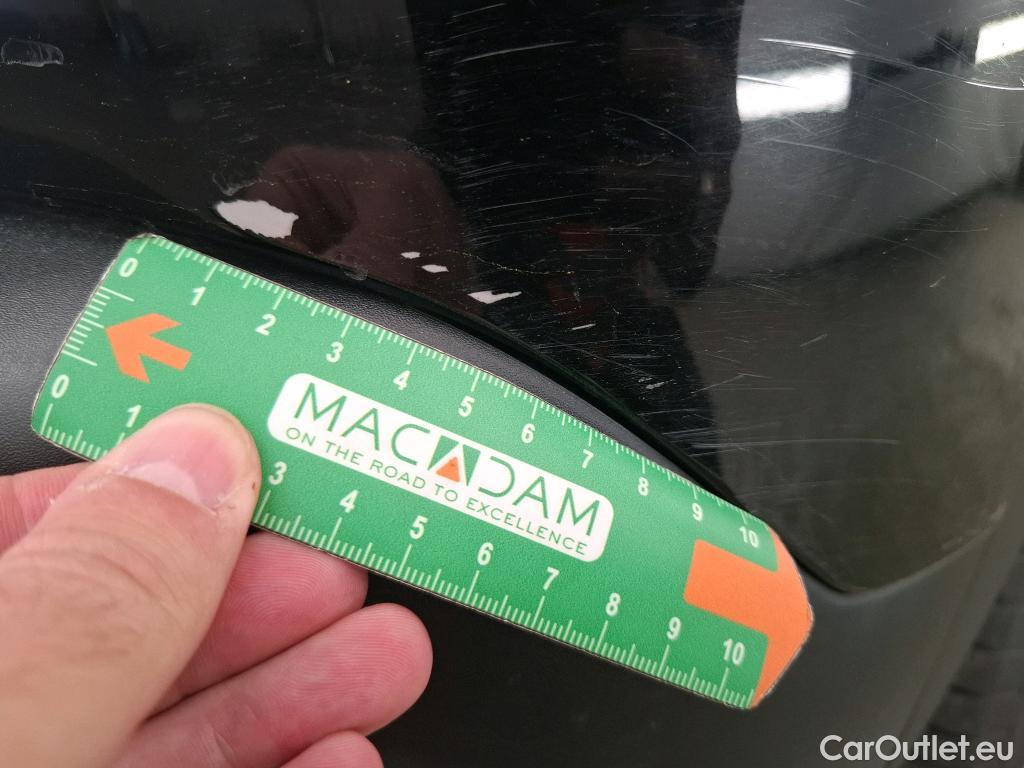 0 1 2 3 4 5 6 7 8 9 10
MACADAM
ON THE ROAD TO EXCELLENCE
0 1 3 4 5 6 7 8 9 10
CarOutlet.eu